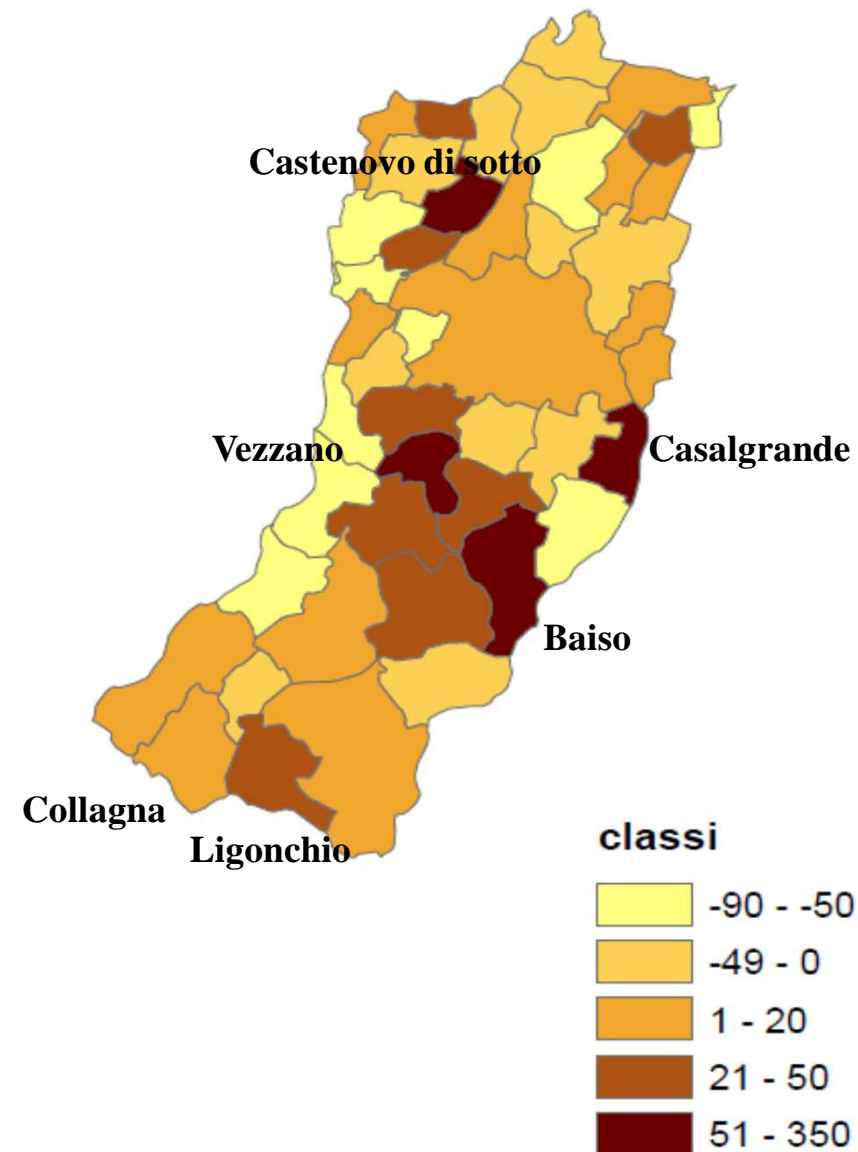 Castenovo di sotto
Vezzano
Casalgrande
Baiso
Collagna
Ligonchio
classi
-90 - -50
-49 - 0
1 - 20
21 - 50
51 - 350